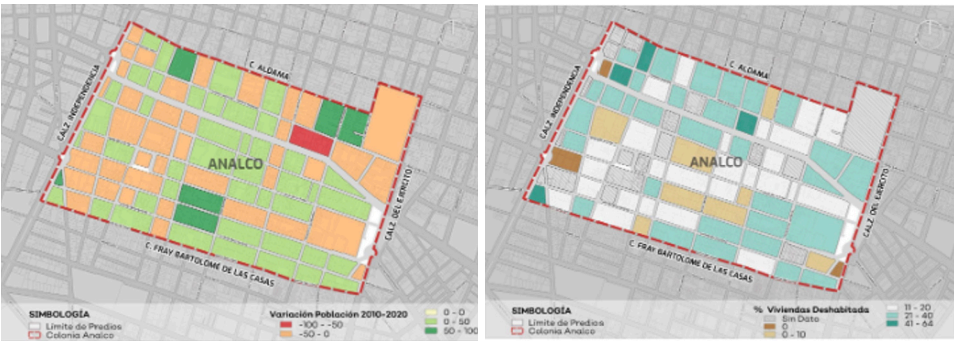 C. ALDAMA
CALZ. INDEPENDENCIA
ANALCO
CALZ. DEL EJERCITO
C. FRAY BARTOLOMÉ DE LAS CASAS
SIMBOLOGÍA
Límite de Predios
Colonia Analco
Variación Población 2010-2020
-100 - -50
-50 - 0
0 - 0
0 - 50
50 - 100
C. ALDAMA
CALZ. INDEPENDENCIA
ANALCO
CALZ. DEL EJERCITO
C. FRAY BARTOLOMÉ DE LAS CASAS
SIMBOLOGÍA
Límite de Predios
Colonia Analco
% Viviendas Deshabitada
Sin Dato
0
0 - 10
11 - 20
21 - 40
41 - 64